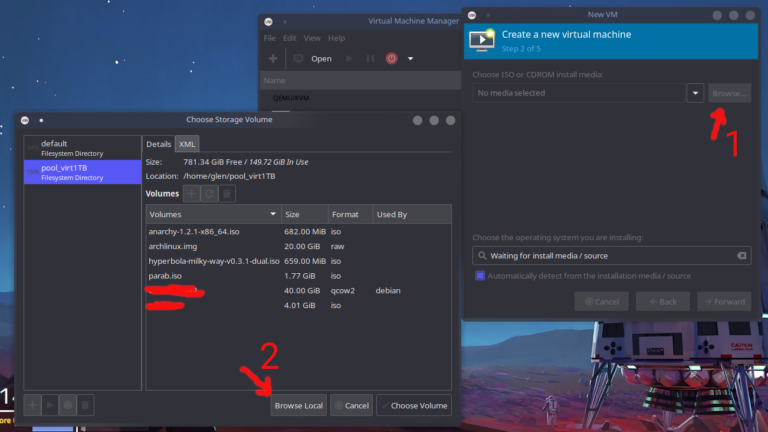 Virtual Machine Manager
File Edit View Help
Open
Name
QEMU/KVM
New VM
Create a new virtual machine
Step 2 of 5
Choose ISO or CDROM install media:
No media selected
Browse...
1
Choose the operating system you are installing:
Waiting for install media / source
Automatically detect from the installation media / source
Cancel
Back
Forward
Choose Storage Volume
default
Filesystem Directory
pool_virt1TB
Filesystem Directory
Details XML
Size: 781.34 GiB Free / 149.72 GiB In Use
Location: /home/glen/pool_virt1TB
Volumes
Volumes Size Format Used By
anarchy-1.2.1-x86_64.iso 682.00 MiB iso
archlinux.img 20.00 GiB raw
hyperbola-milky-way-v0.3.1-dual.iso 659.00 MiB iso
parab.iso 1.77 GiB iso
40.00 GiB qcow2 debian
4.01 GiB iso
2
Browse Local
Cancel
Choose Volume